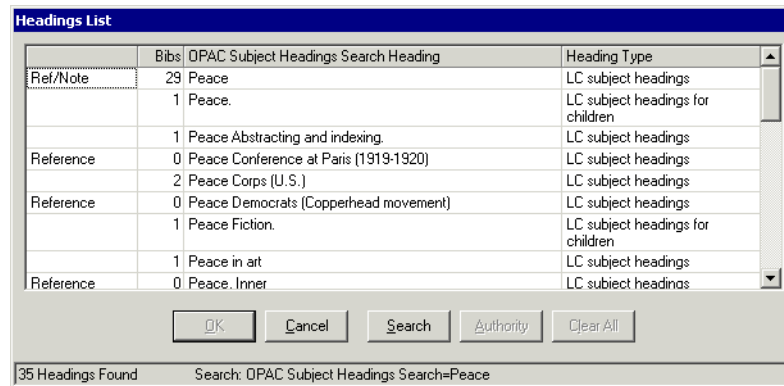 Headings List
Bibs OPAC Subject Headings Search Heading Heading Type
Ref/Note 29 Peace LC subject headings
1 Peace. LC subject headings for
children
1 Peace Abstracting and indexing. LC subject headings
Reference 0 Peace Conference at Paris (1919-1920) LC subject headings
2 Peace Corps (U.S.) LC subject headings
Reference 0 Peace Democrats (Copperhead movement) LC subject headings
1 Peace Fiction. LC subject headings for
children
1 Peace in art LC subject headings
Reference 0 Peace, Inner LC subject headings
OK Cancel Search Authority Clear All
35 Headings Found Search: OPAC Subject Headings Search=Peace